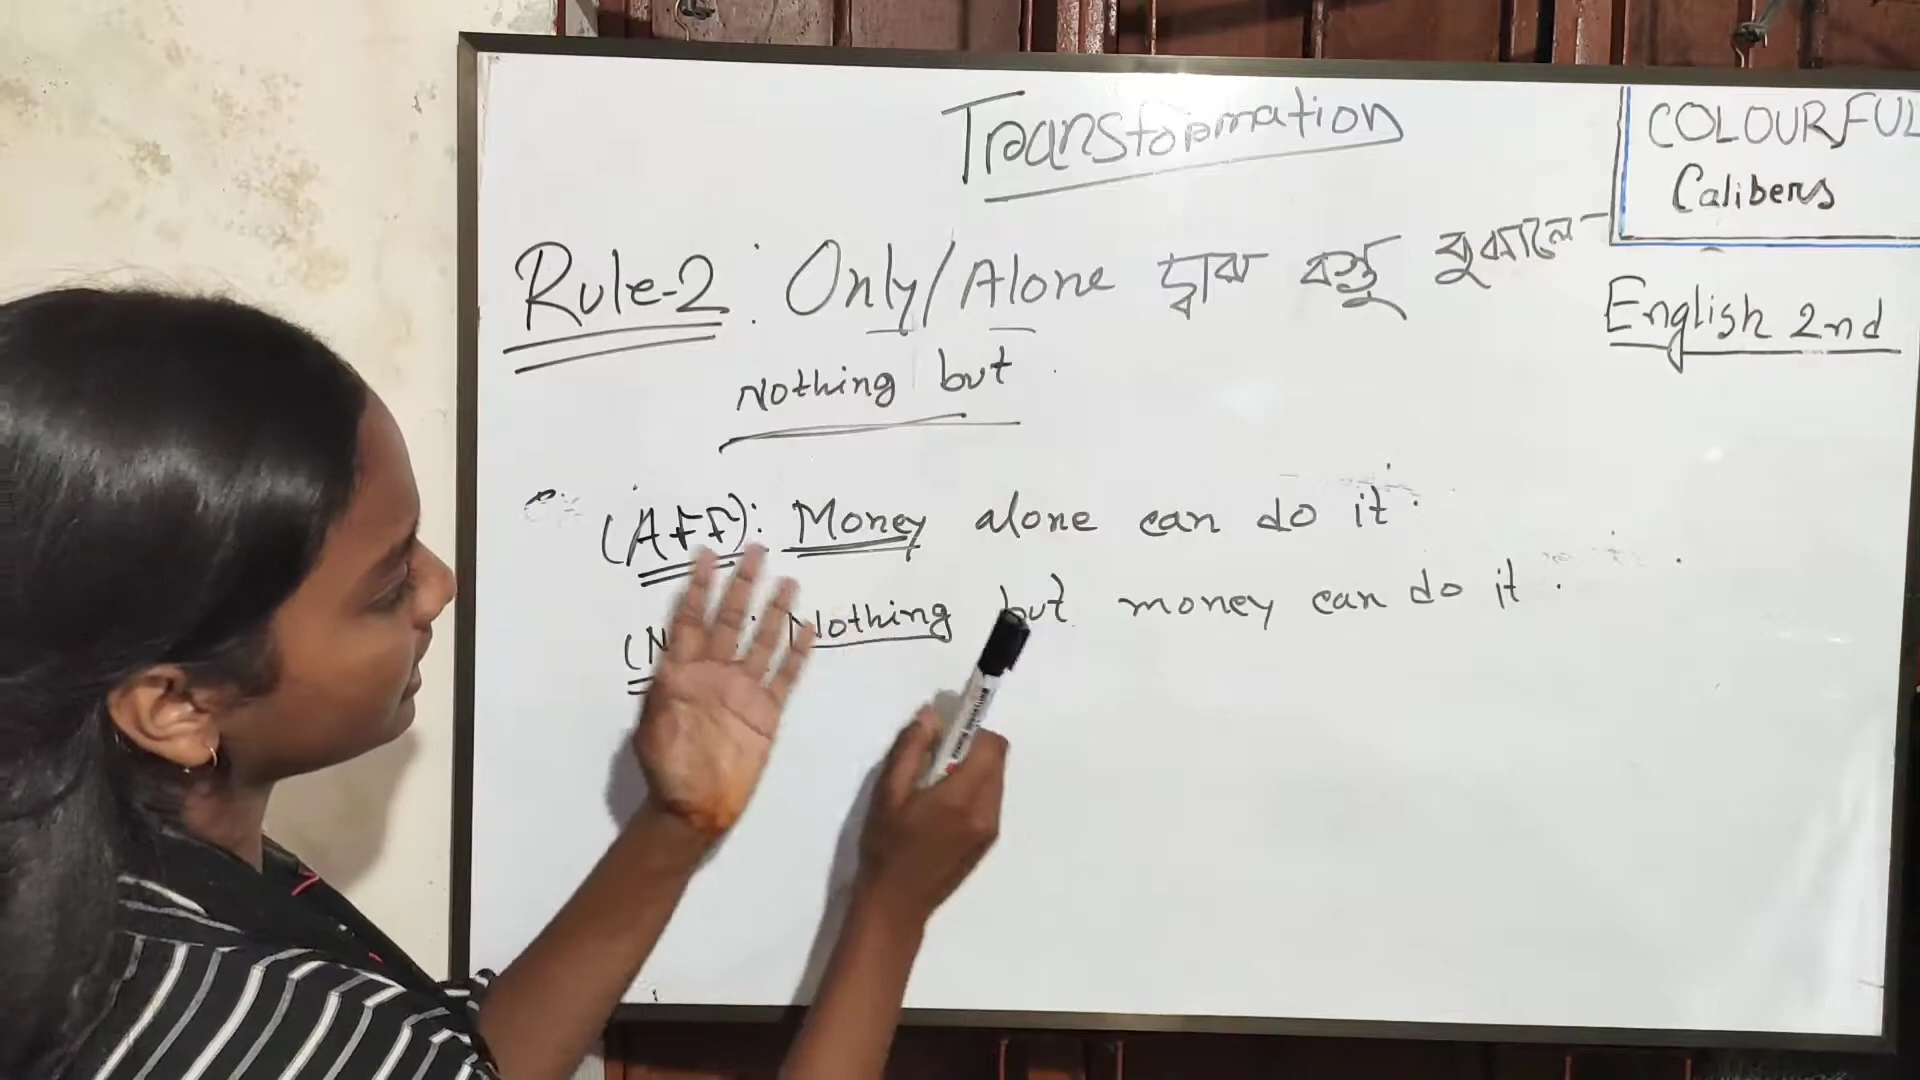 Transformation
COLOURFUL
Calibers
Rule-2: Only/Alone দ্বারা বস্তু বুঝালে-
English 2nd
Nothing but
(AFF): Money alone can do it.
(N : Nothing but money can do it.